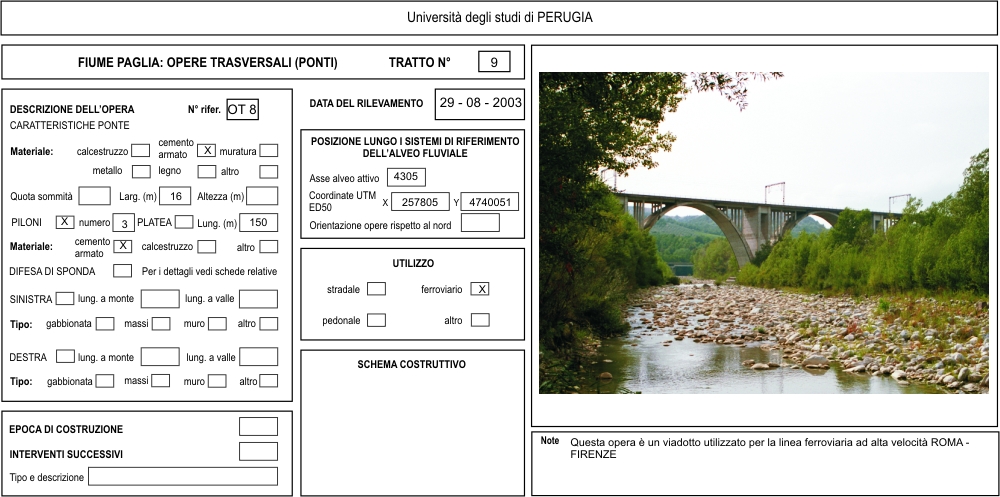 Università degli studi di PERUGIA
FIUME PAGLIA: OPERE TRASVERSALI (PONTI) TRATTO N° 9
DESCRIZIONE DELL'OPERA N° rifer. OT 8
CARATTERISTICHE PONTE
Materiale: calcestruzzo cemento armato X muratura
metallo legno altro
Quota sommità Larg. (m) 16 Altezza (m)
PILONI X numero 3 PLATEA Lung. (m) 150
Materiale: cemento armato X calcestruzzo altro
DIFESA DI SPONDA Per i dettagli vedi schede relative
SINISTRA lung. a monte lung. a valle
Tipo: gabbionata massi muro altro
DESTRA lung. a monte lung. a valle
Tipo: gabbionata massi muro altro
EPOCA DI COSTRUZIONE
INTERVENTI SUCCESSIVI
Tipo e descrizione
DATA DEL RILEVAMENTO 29 - 08 - 2003
POSIZIONE LUNGO I SISTEMI DI RIFERIMENTO
DELL'ALVEO FLUVIALE
Asse alveo attivo 4305
Coordinate UTM ED50 X 257805 Y 4740051
Orientazione opere rispetto al nord
UTILIZZO
stradale ferroviario X
pedonale altro
SCHEMA COSTRUTTIVO
Note Questa opera è un viadotto utilizzato per la linea ferroviaria ad alta velocità ROMA -
FIRENZE